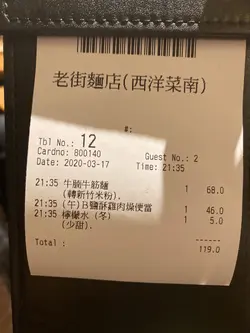 老街麵店(西洋菜南)
#:
Tbl No.: 12
Cardno: 800140
Guest No.: 2
Date: 2020-03-17
Time: 21:35
21:35 牛腩牛筋麵 1 68.0
(轉新竹米粉).
21:35 (午)B鹽酥雞肉燥便當 1 46.0
21:35 檸檬水 (冬) 1 5.0
(少甜).
Total : 119.0